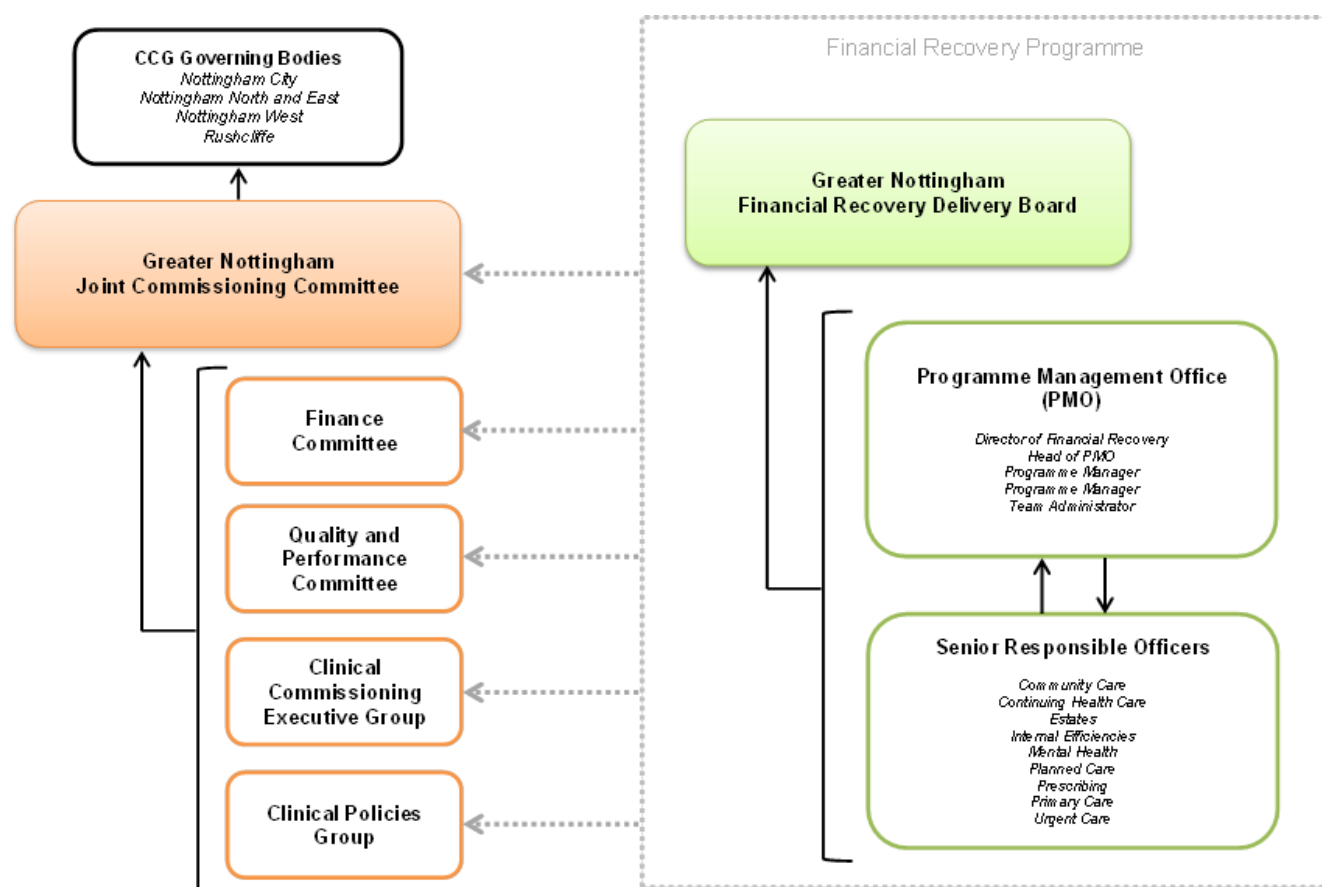 CCG Governing Bodies
Nottingham City
Nottingham North and East
Nottingham West
Rushcliffe
Greater Nottingham
Joint Commissioning Committee
Finance
Committee
Quality and
Performance
Committee
Clinical
Commissioning
Executive Group
Clinical Policies
Group
Financial Recovery Programme
Greater Nottingham
Financial Recovery Delivery Board
Programme Management Office
(PMO)
Director of Financial Recovery
Head of PMO
Programme Manager
Programme Manager
Team Administrator
Senior Responsible Officers
Community Care
Continuing Health Care
Estates
Internal Efficiencies
Mental Health
Planned Care
Prescribing
Primary Care
Urgent Care